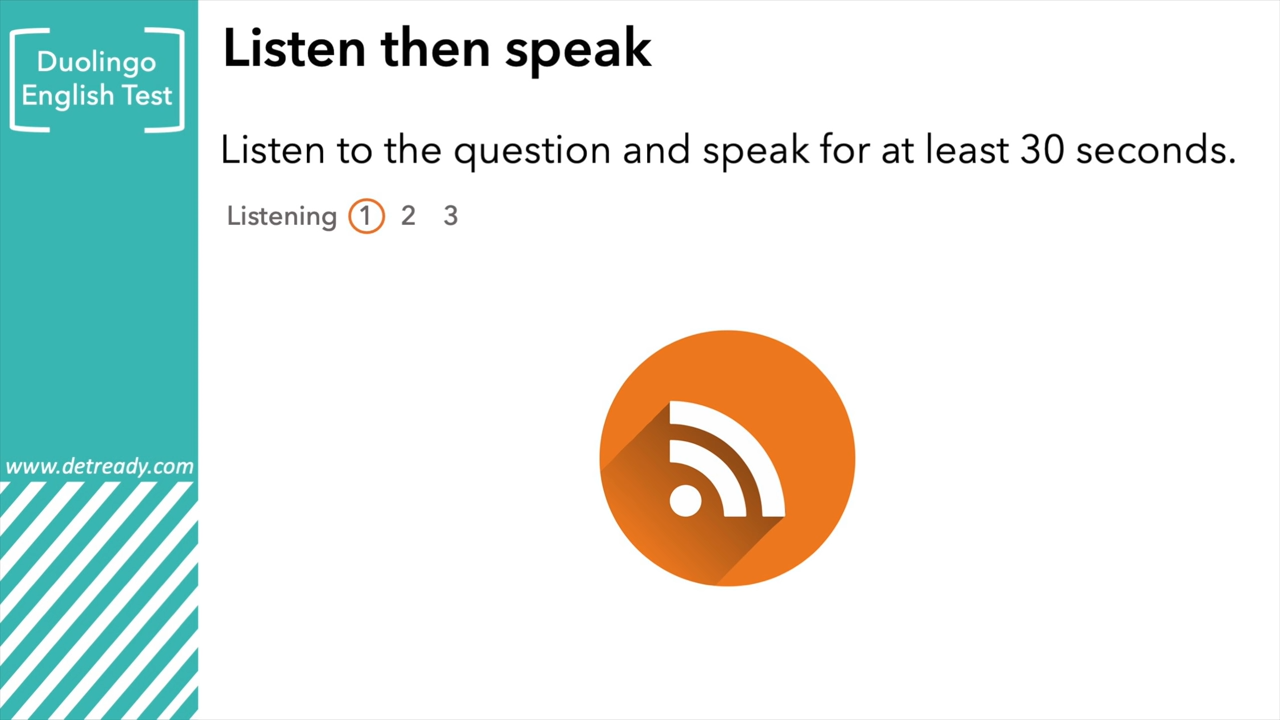 Duolingo
English Test
Listen then speak
Listen to the question and speak for at least 30 seconds.
Listening 1 2 3
www.detready.com